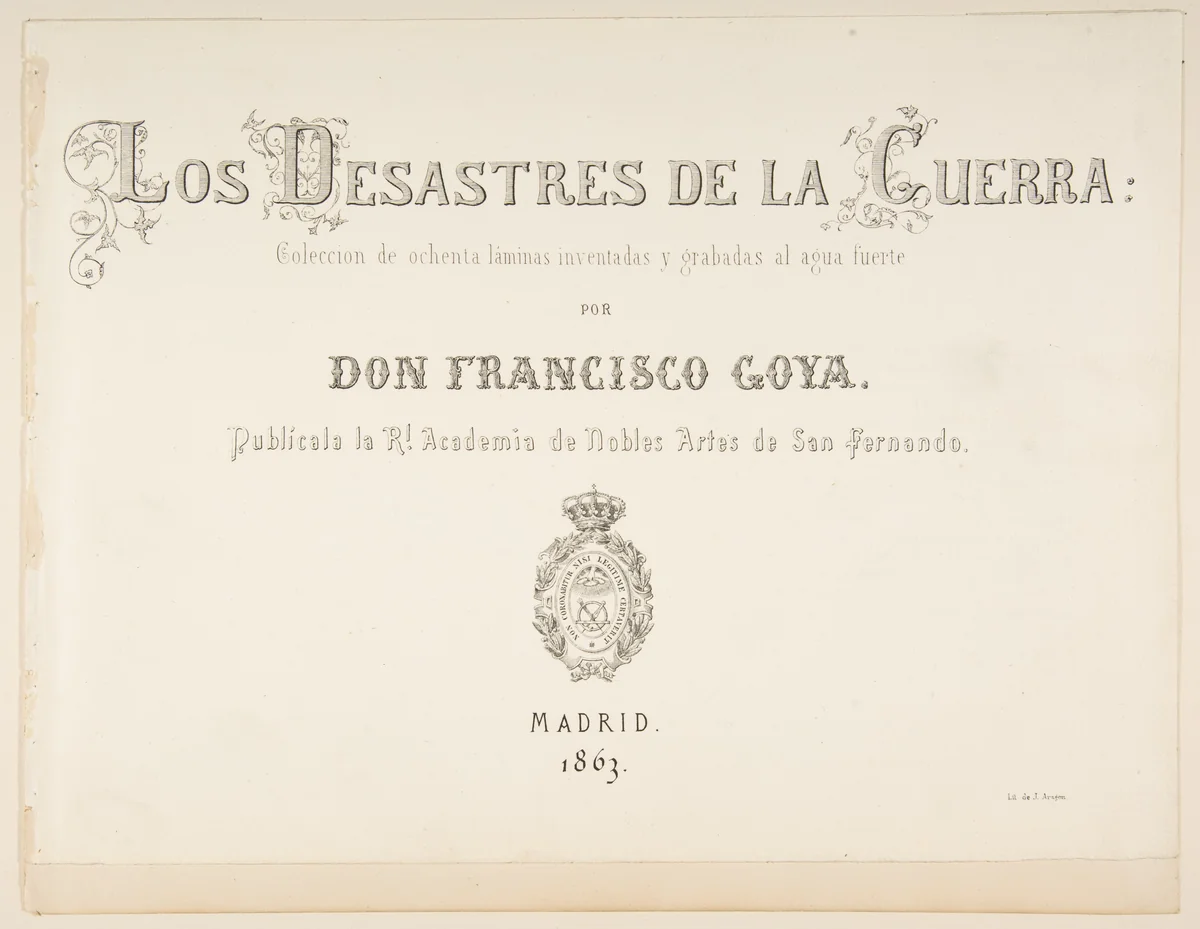 Los Desastres de la Guerra:
Coleccion de ochenta láminas inventadas y grabadas al agua fuerte
POR
DON FRANCISCO GOYA.
Publícala la Rl. Academia de Nobles Artes de San Fernando.
NON CORONABITUR NISI LEGITIME CERTAVERIT
MADRID.
1863.
Lit. de J. Aragon.